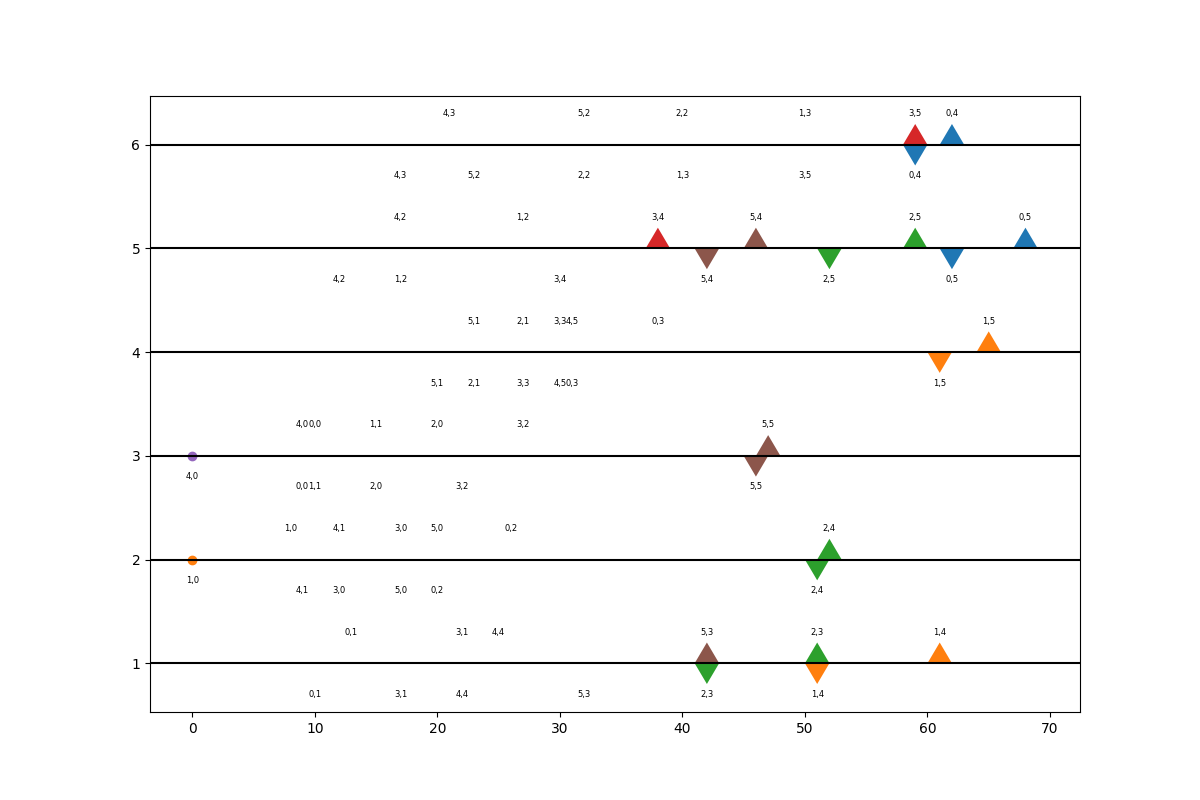 4,3 5,2 2,2 1,3 3,5 0,4
6
4,3 5,2 2,2 1,3 3,5 0,4
4,2 1,2 3,4 5,4 2,5 0,5
5
4,2 1,2 3,4 5,4 2,5 0,5
5,1 2,1 3,3 4,5 0,3 1,5
4
5,1 2,1 3,3 4,5 0,3 1,5
4,0 0,0 1,1 2,0 3,2 5,5
3
4,0
0,0 1,1 2,0 3,2 5,5
1,0 4,1 3,0 5,0 0,2 2,4
2
1,0
4,1 3,0 5,0 0,2 2,4
0,1 3,1 4,4 5,3 2,3 1,4
1
0,1 3,1 4,4 5,3 2,3 1,4
0 10 20 30 40 50 60 70